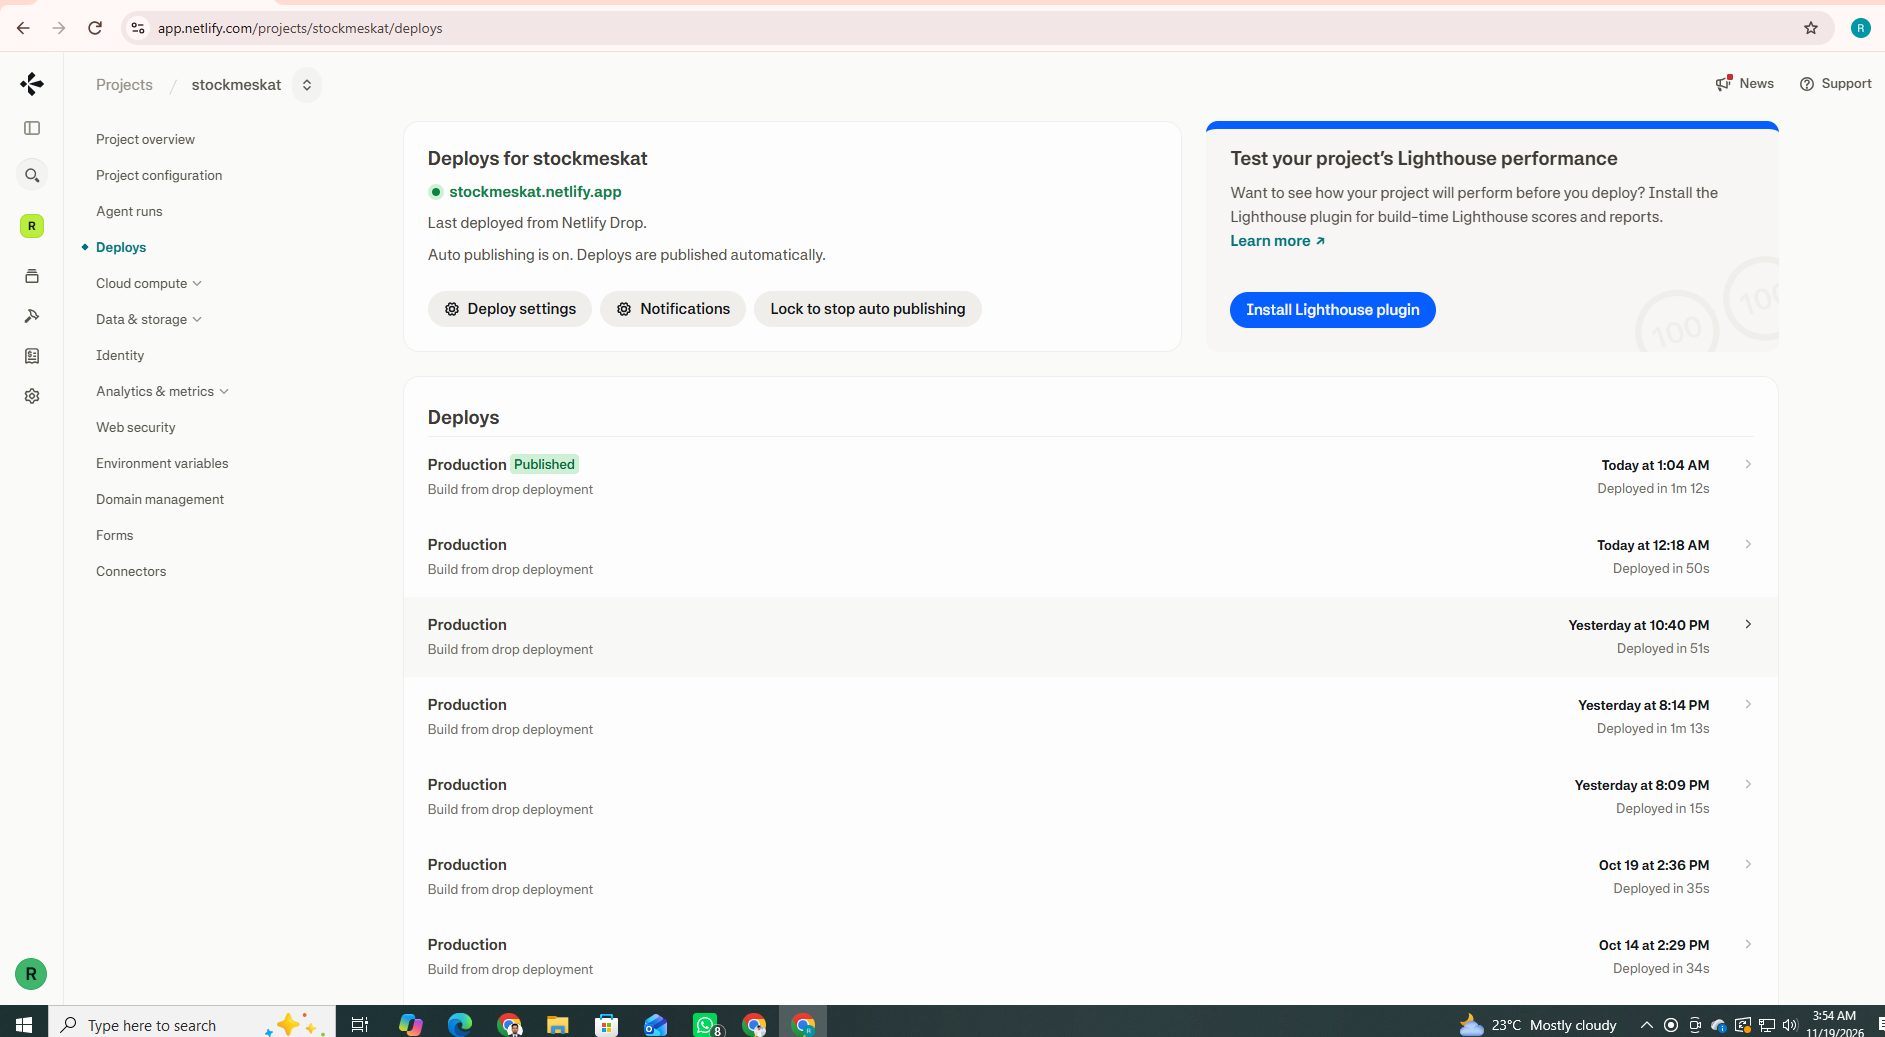 app.netlify.com/projects/stockmeskat/deploys
R
Projects / stockmeskat
News
Support
R
Project overview
Project configuration
Agent runs
Deploys
Cloud compute
Data & storage
Identity
Analytics & metrics
Web security
Environment variables
Domain management
Forms
Connectors
R
Deploys for stockmeskat
stockmeskat.netlify.app
Last deployed from Netlify Drop.
Auto publishing is on. Deploys are published automatically.
Deploy settings
Notifications
Lock to stop auto publishing
Test your project's Lighthouse performance
Want to see how your project will perform before you deploy? Install the
Lighthouse plugin for build-time Lighthouse scores and reports.
Learn more
Install Lighthouse plugin
100
100
Deploys
Production Published
Today at 1:04 AM
Build from drop deployment
Deployed in 1m 12s
Production
Today at 12:18 AM
Build from drop deployment
Deployed in 50s
Production
Yesterday at 10:40 PM
Build from drop deployment
Deployed in 51s
Production
Yesterday at 8:14 PM
Build from drop deployment
Deployed in 1m 13s
Production
Yesterday at 8:09 PM
Build from drop deployment
Deployed in 15s
Production
Oct 19 at 2:36 PM
Build from drop deployment
Deployed in 35s
Production
Oct 14 at 2:29 PM
Build from drop deployment
Deployed in 34s
Type here to search
8
23°C Mostly cloudy
3:54 AM
11/19/2026